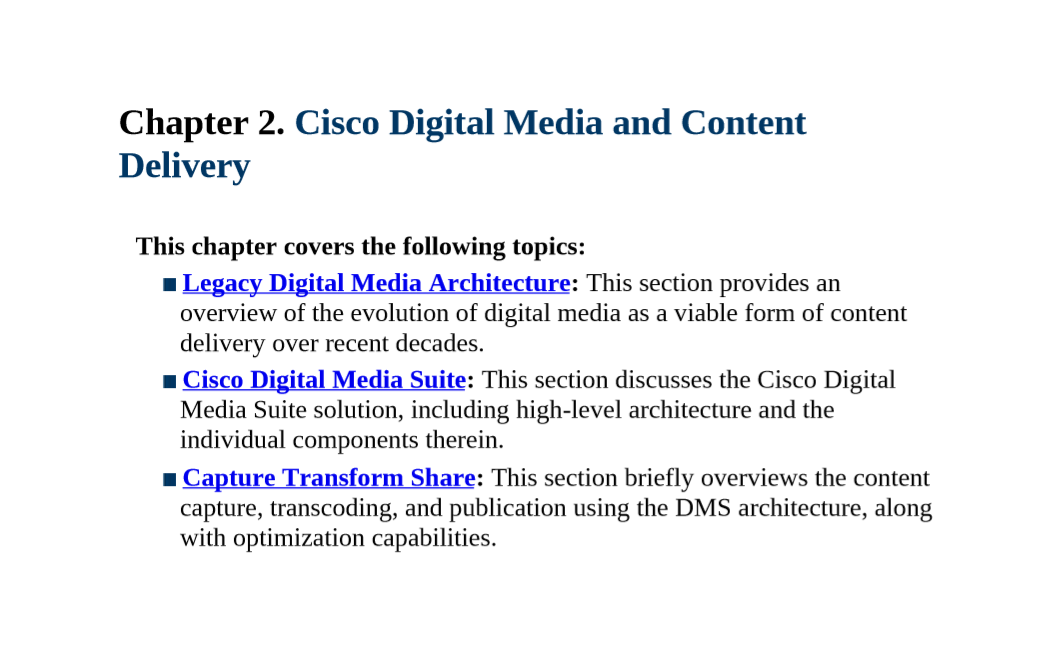 Chapter 2. Cisco Digital Media and Content
Delivery
This chapter covers the following topics:
■ Legacy Digital Media Architecture: This section provides an
overview of the evolution of digital media as a viable form of content
delivery over recent decades.
■ Cisco Digital Media Suite: This section discusses the Cisco Digital
Media Suite solution, including high-level architecture and the
individual components therein.
■ Capture Transform Share: This section briefly overviews the content
capture, transcoding, and publication using the DMS architecture, along
with optimization capabilities.